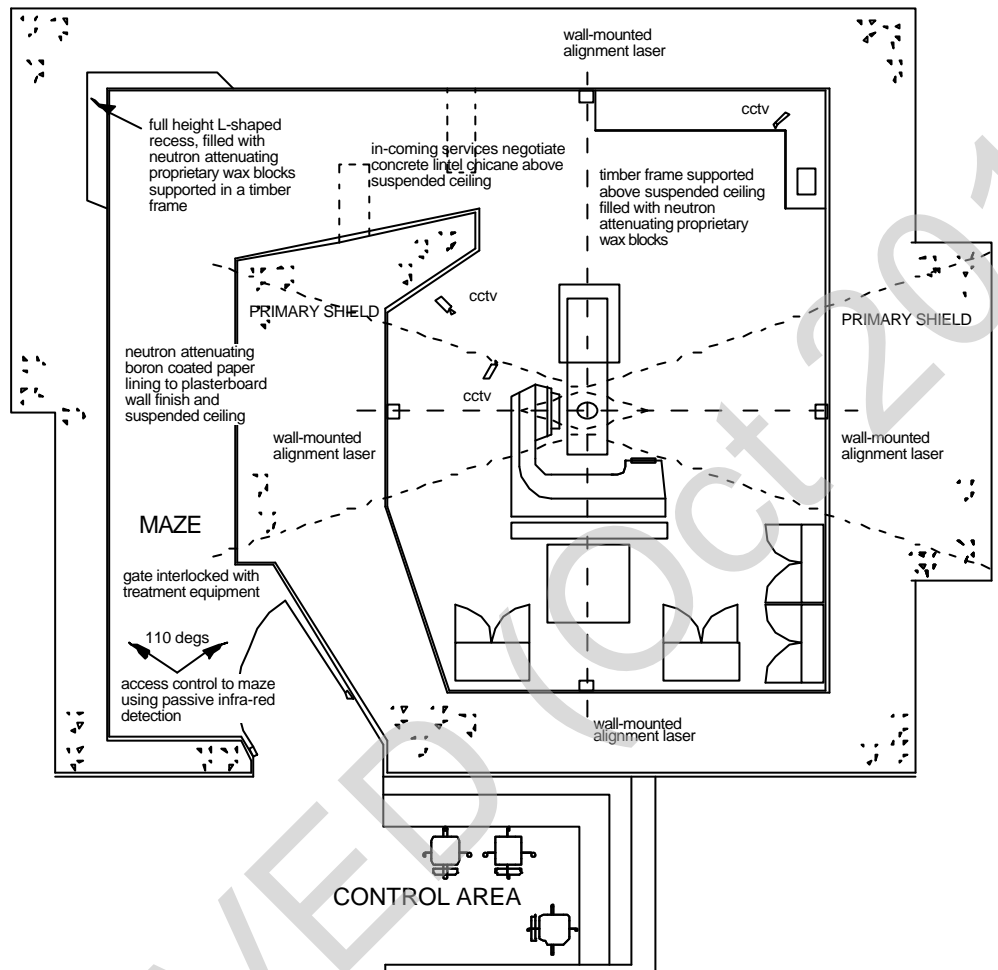 wall-mounted
alignment laser
cctv
full height L-shaped
recess, filled with
neutron attenuating
proprietary wax blocks
supported in a timber
frame
in-coming services negotiate
concrete lintel chicane above
suspended ceiling
timber frame supported
above suspended ceiling
filled with neutron
attenuating proprietary
wax blocks
cctv
PRIMARY SHIELD
PRIMARY SHIELD
neutron attenuating
boron coated paper
lining to plasterboard
wall finish and
suspended ceiling
cctv
wall-mounted
alignment laser
wall-mounted
alignment laser
MAZE
gate interlocked with
treatment equipment
110 degs
access control to maze
using passive infra-red
detection
wall-mounted
alignment laser
CONTROL AREA
VED (Oct 201